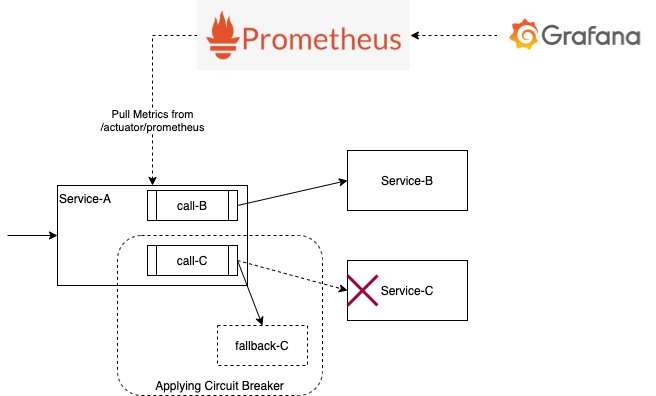 Prometheus
Grafana
Pull Metrics from
/actuator/prometheus
Service-A
call-B
Service-B
call-C
Service-C
fallback-C
Applying Circuit Breaker